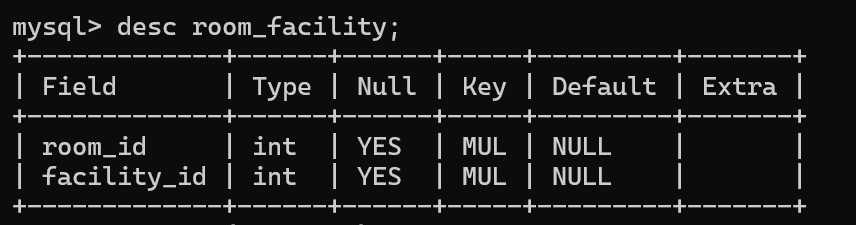 mysql> desc room_facility;
+-------------+------+------+-----+---------+-------+
| Field       | Type | Null | Key | Default | Extra |
+-------------+------+------+-----+---------+-------+
| room_id     | int  | YES  | MUL | NULL    |       |
| facility_id | int  | YES  | MUL | NULL    |       |
+-------------+------+------+-----+---------+-------+